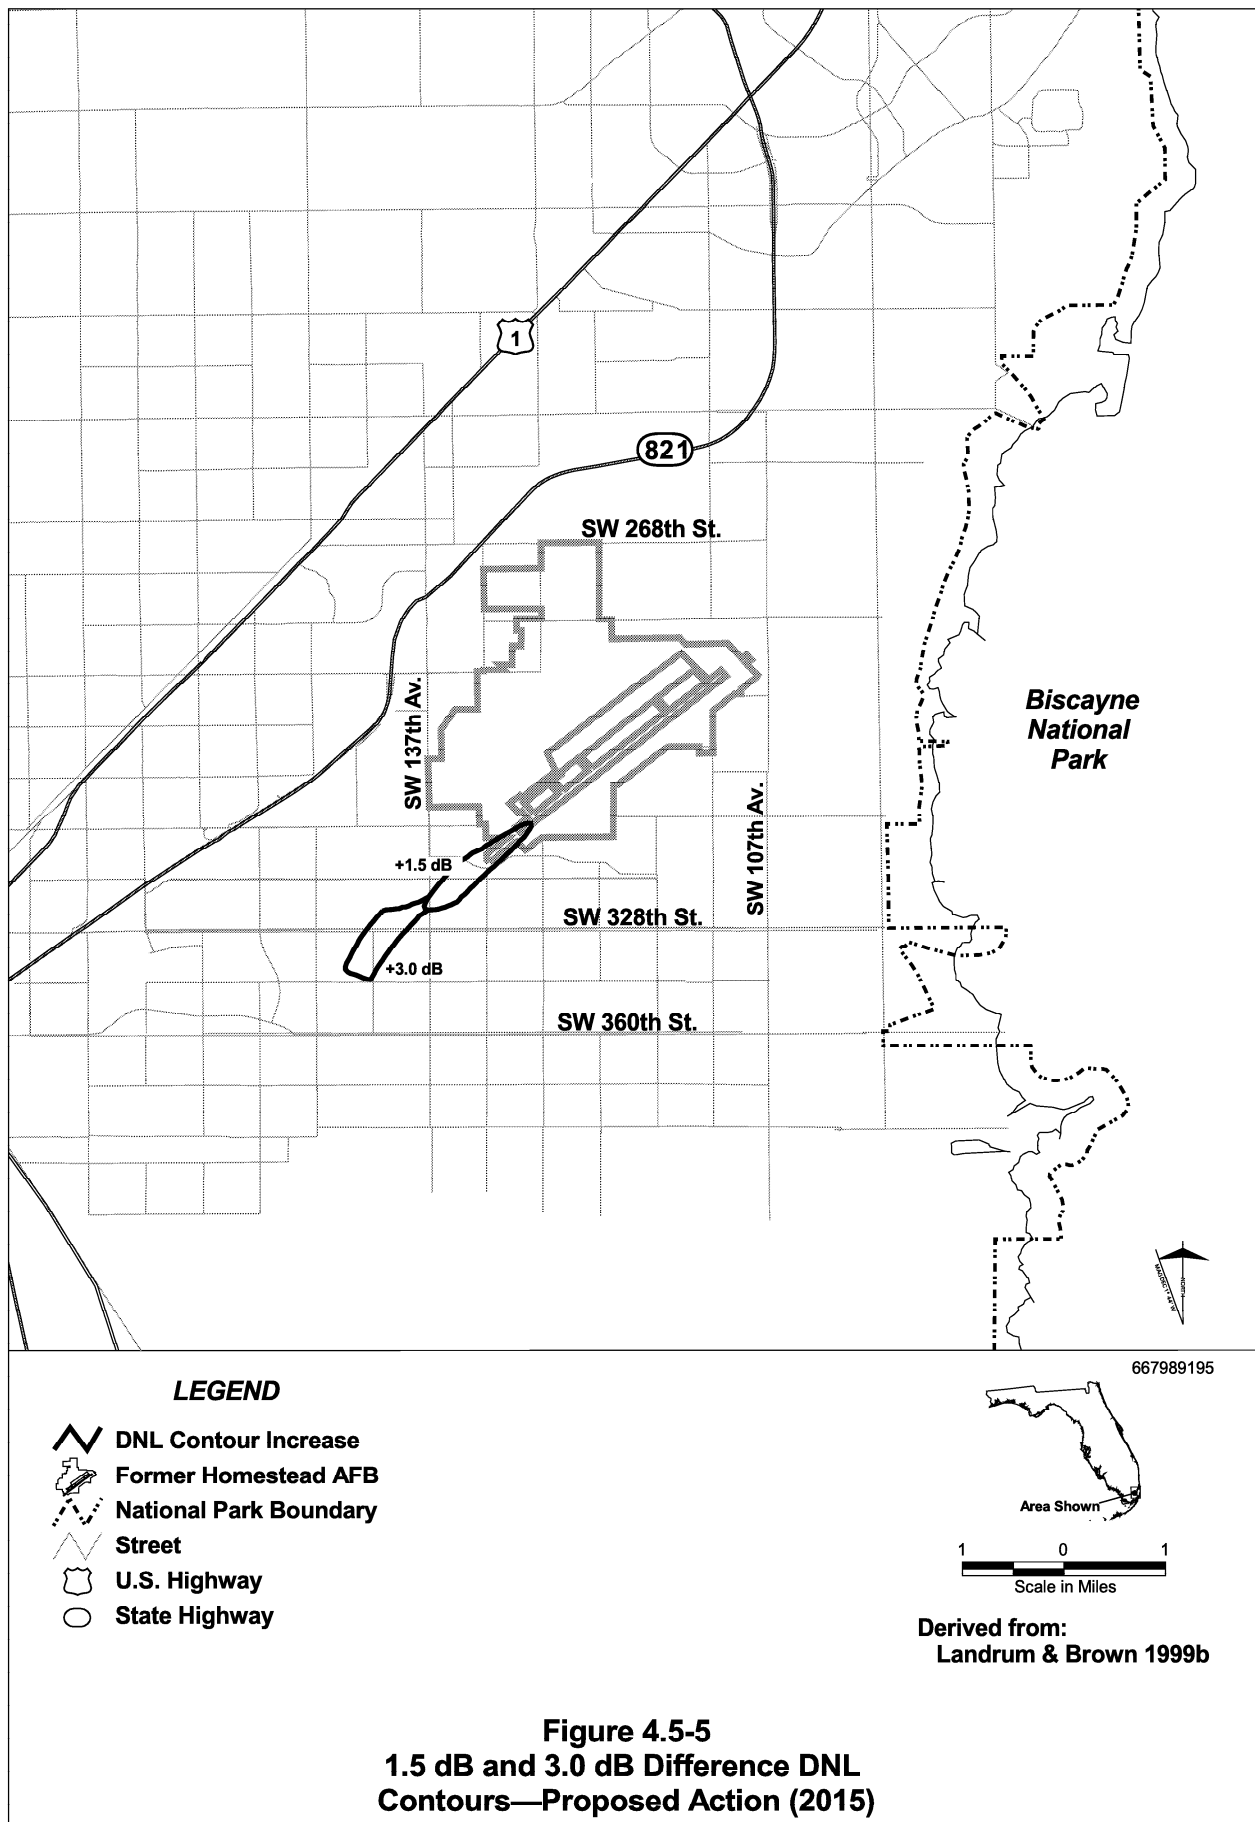 1
821
SW 268th St.
SW 137th Av.
Biscayne
National
Park
SW 107th Av.
+1.5 dB
SW 328th St.
+3.0 dB
SW 360th St.
NORTH
667989195
LEGEND
DNL Contour Increase
Former Homestead AFB
National Park Boundary
Street
U.S. Highway
State Highway
Area Shown
1 0 1
Scale in Miles
Derived from:
Landrum & Brown 1999b
Figure 4.5-5
1.5 dB and 3.0 dB Difference DNL
Contours—Proposed Action (2015)